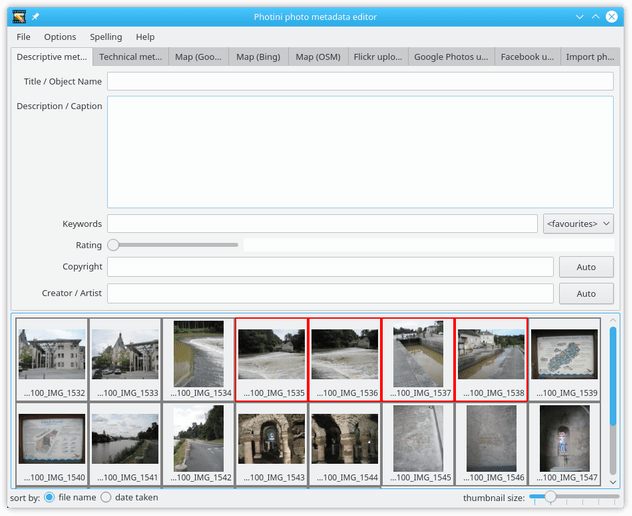 Photini photo metadata editor
File Options Spelling Help
Descriptive met... Technical met... Map (Goo... Map (Bing) Map (OSM) Flickr uplo... Google Photos u... Facebook u... Import ph...
Title / Object Name
Description / Caption
Keywords <favourites>
Rating
Copyright Auto
Creator / Artist Auto
...100_IMG_1532 ...100_IMG_1533 ...100_IMG_1534 ...100_IMG_1535 ...100_IMG_1536 ...100_IMG_1537 ...100_IMG_1538 ...100_IMG_1539
...100_IMG_1540 ...100_IMG_1541 ...100_IMG_1542 ...100_IMG_1543 ...100_IMG_1544 ...100_IMG_1545 ...100_IMG_1546 ...100_IMG_1547
sort by: file name date taken thumbnail size: